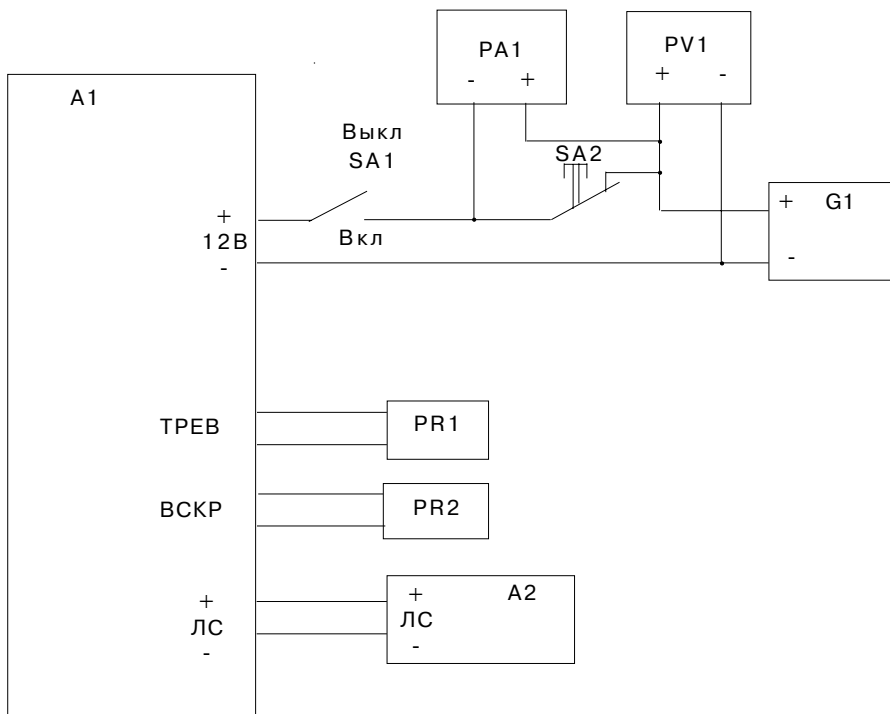 PA1
- +
PV1
+ -
A1
Выкл
SA1
SA2
Вкл
+
12В
-
+ G1
-
ТРЕВ
PR1
ВСКР
PR2
+
ЛС
-
+ A2
ЛС
-